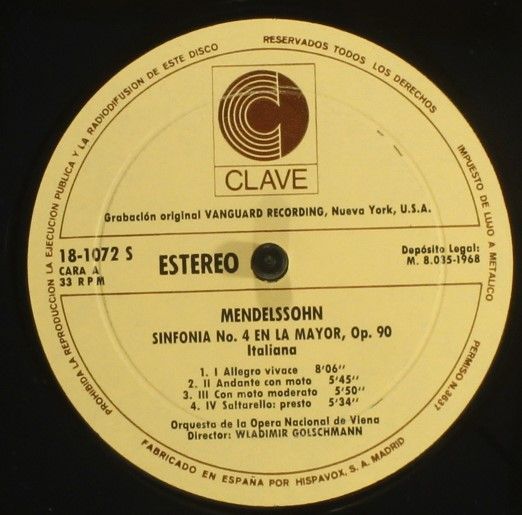 PROHIBIDA LA REPRODUCCION LA EJECUCION PUBLICA Y LA RADIODIFUSION DE ESTE DISCO
RESERVADOS TODOS LOS DERECHOS
IMPUESTO DE LUJO A METALICO
PERMISO N.3637
CLAVE
Grabación original VANGUARD RECORDING, Nueva York, U.S.A.
18-1072 S
CARA A
33 RPM
ESTEREO
Depósito Legal:
M. 8.035-1968
MENDELSSOHN
SINFONIA No. 4 EN LA MAYOR, Op. 90
Italiana
1. I Allegro vivace 8'06''
2. II Andante con moto 5'45''
3. III Con moto moderato 5'50''
4. IV Saltarello: presto 5'34''
Orquesta de la Opera Nacional de Viena
Director: WLADIMIR GOLSCHMANN
FABRICADO EN ESPAÑA POR HISPAVOX, S. A. MADRID